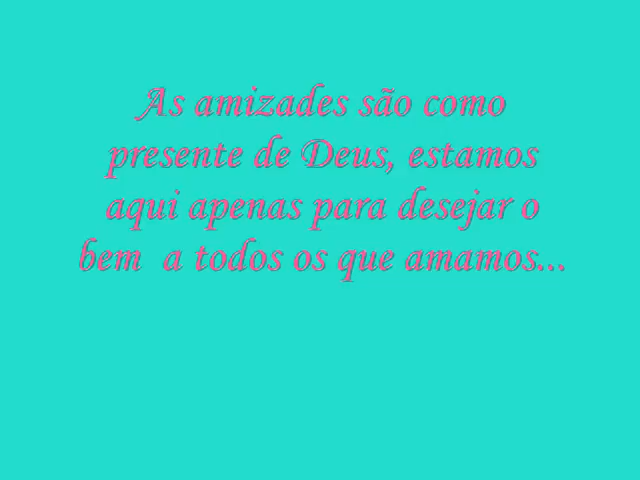 As amizades são como
presente de Deus, estamos
aqui apenas para desejar o
bem  a todos os que amamos...